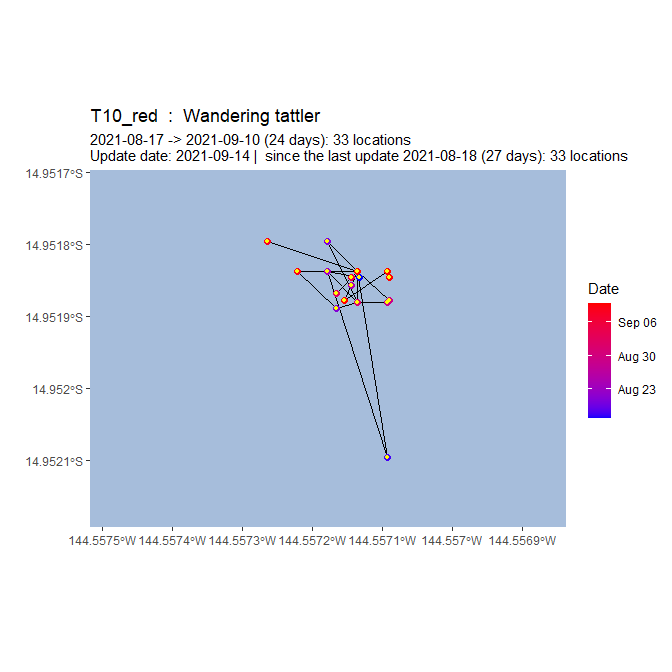 T10_red  :  Wandering tattler
2021-08-17 -> 2021-09-10 (24 days): 33 locations
Update date: 2021-09-14 |  since the last update 2021-08-18 (27 days): 33 locations
14.9517°S
14.9518°S
14.9519°S
14.952°S
14.9521°S
144.5575°W 144.5574°W 144.5573°W 144.5572°W 144.5571°W 144.557°W 144.5569°W
Date
Sep 06
Aug 30
Aug 23